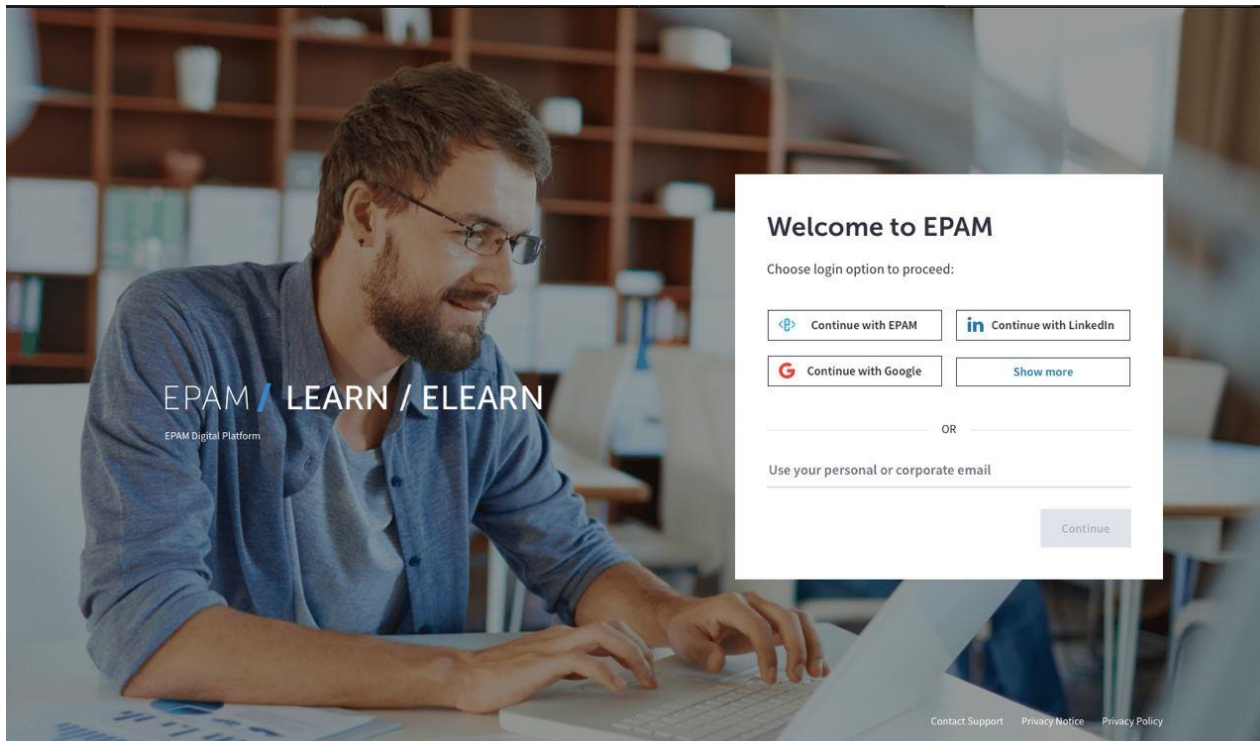 EPAM / LEARN / ELEARN
EPAM Digital Platform
Welcome to EPAM
Choose login option to proceed:
Continue with EPAM
in Continue with LinkedIn
G Continue with Google
Show more
OR
Use your personal or corporate email
Continue
Contact Support Privacy Notice Privacy Policy